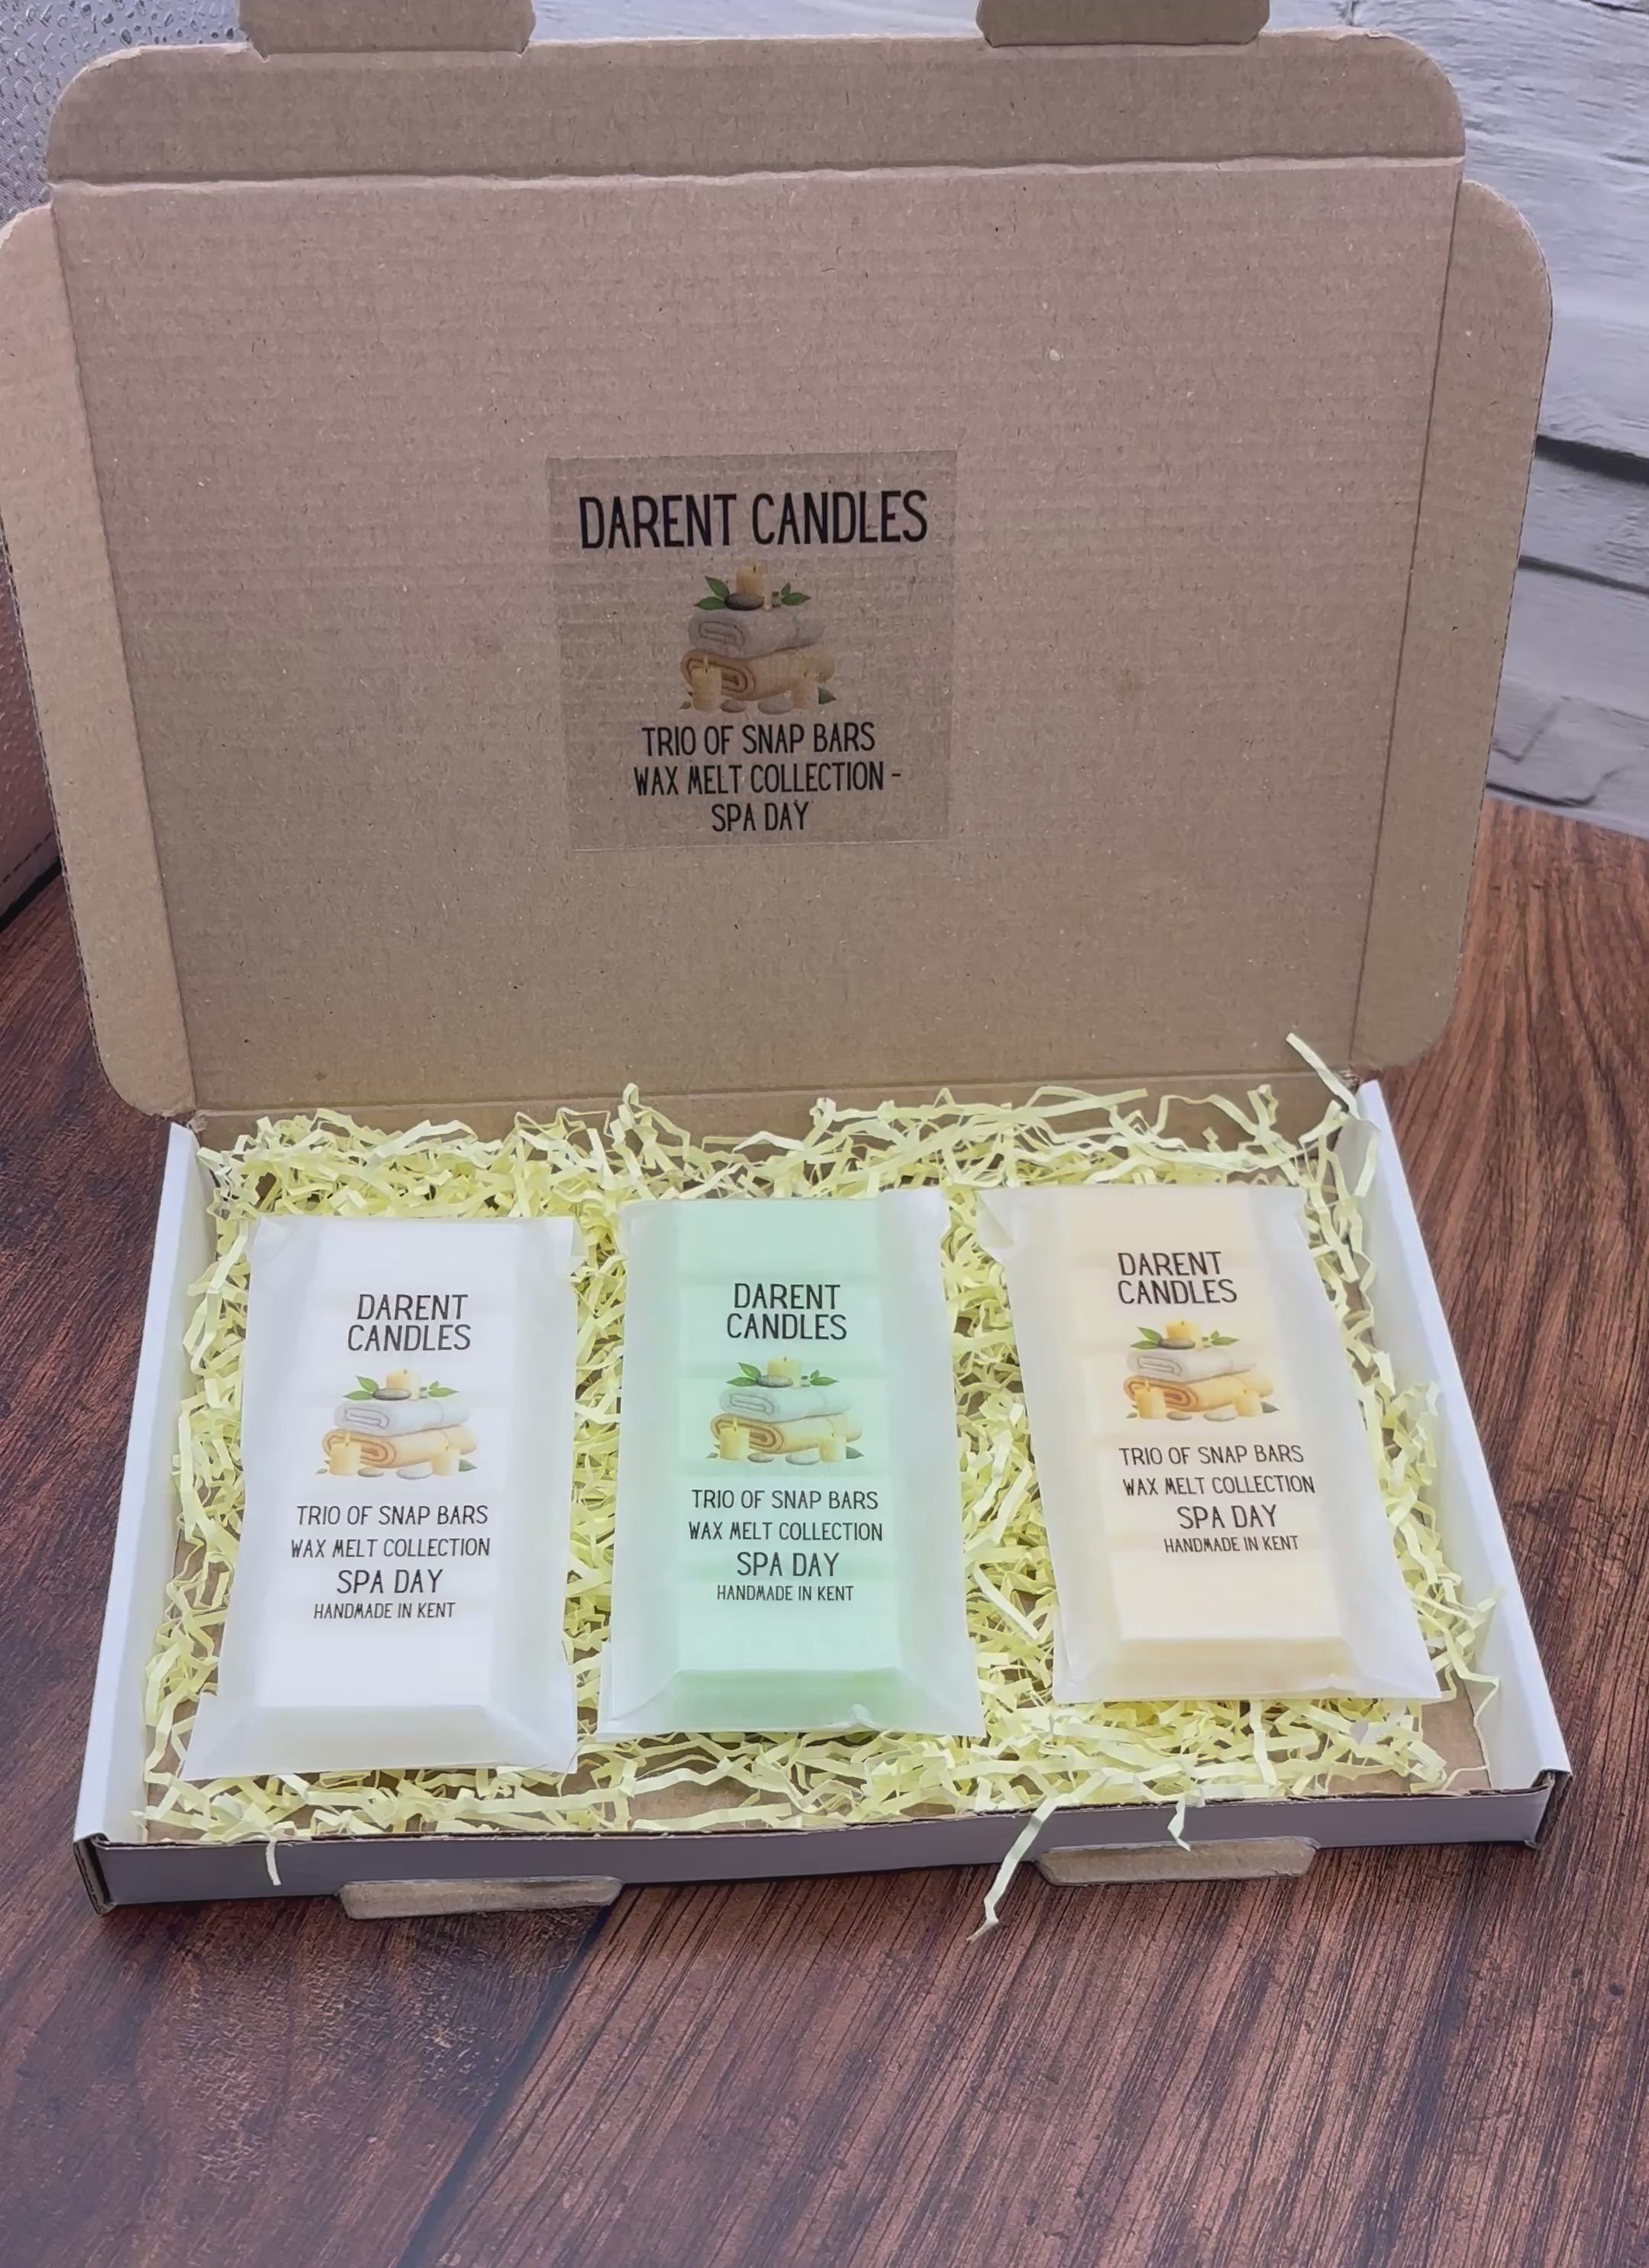 DARENT CANDLES
TRIO OF SNAP BARS
WAX MELT COLLECTION -
SPA DAY
DARENT
CANDLES
TRIO OF SNAP BARS
WAX MELT COLLECTION
SPA DAY
HANDMADE IN KENT
DARENT
CANDLES
TRIO OF SNAP BARS
WAX MELT COLLECTION
SPA DAY
HANDMADE IN KENT
DARENT
CANDLES
TRIO OF SNAP BARS
WAX MELT COLLECTION
SPA DAY
HANDMADE IN KENT